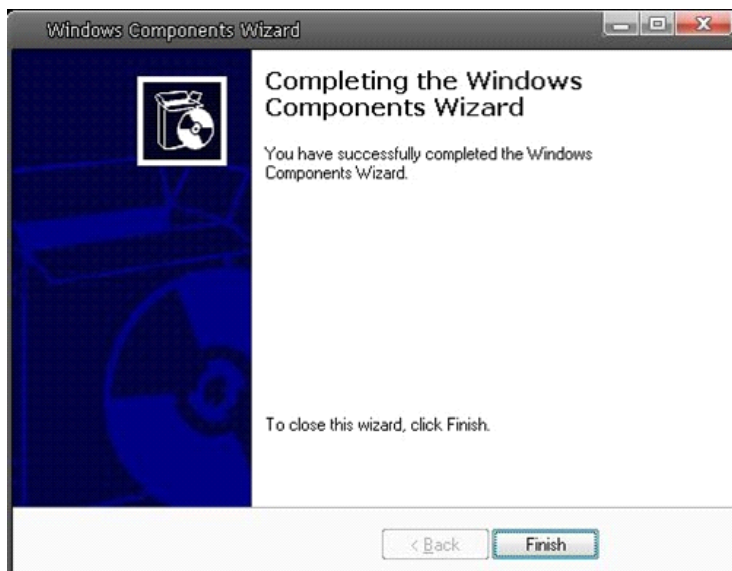 Windows Components Wizard
Completing the Windows
Components Wizard
You have successfully completed the Windows
Components Wizard.
To close this wizard, click Finish.
< Back
Finish